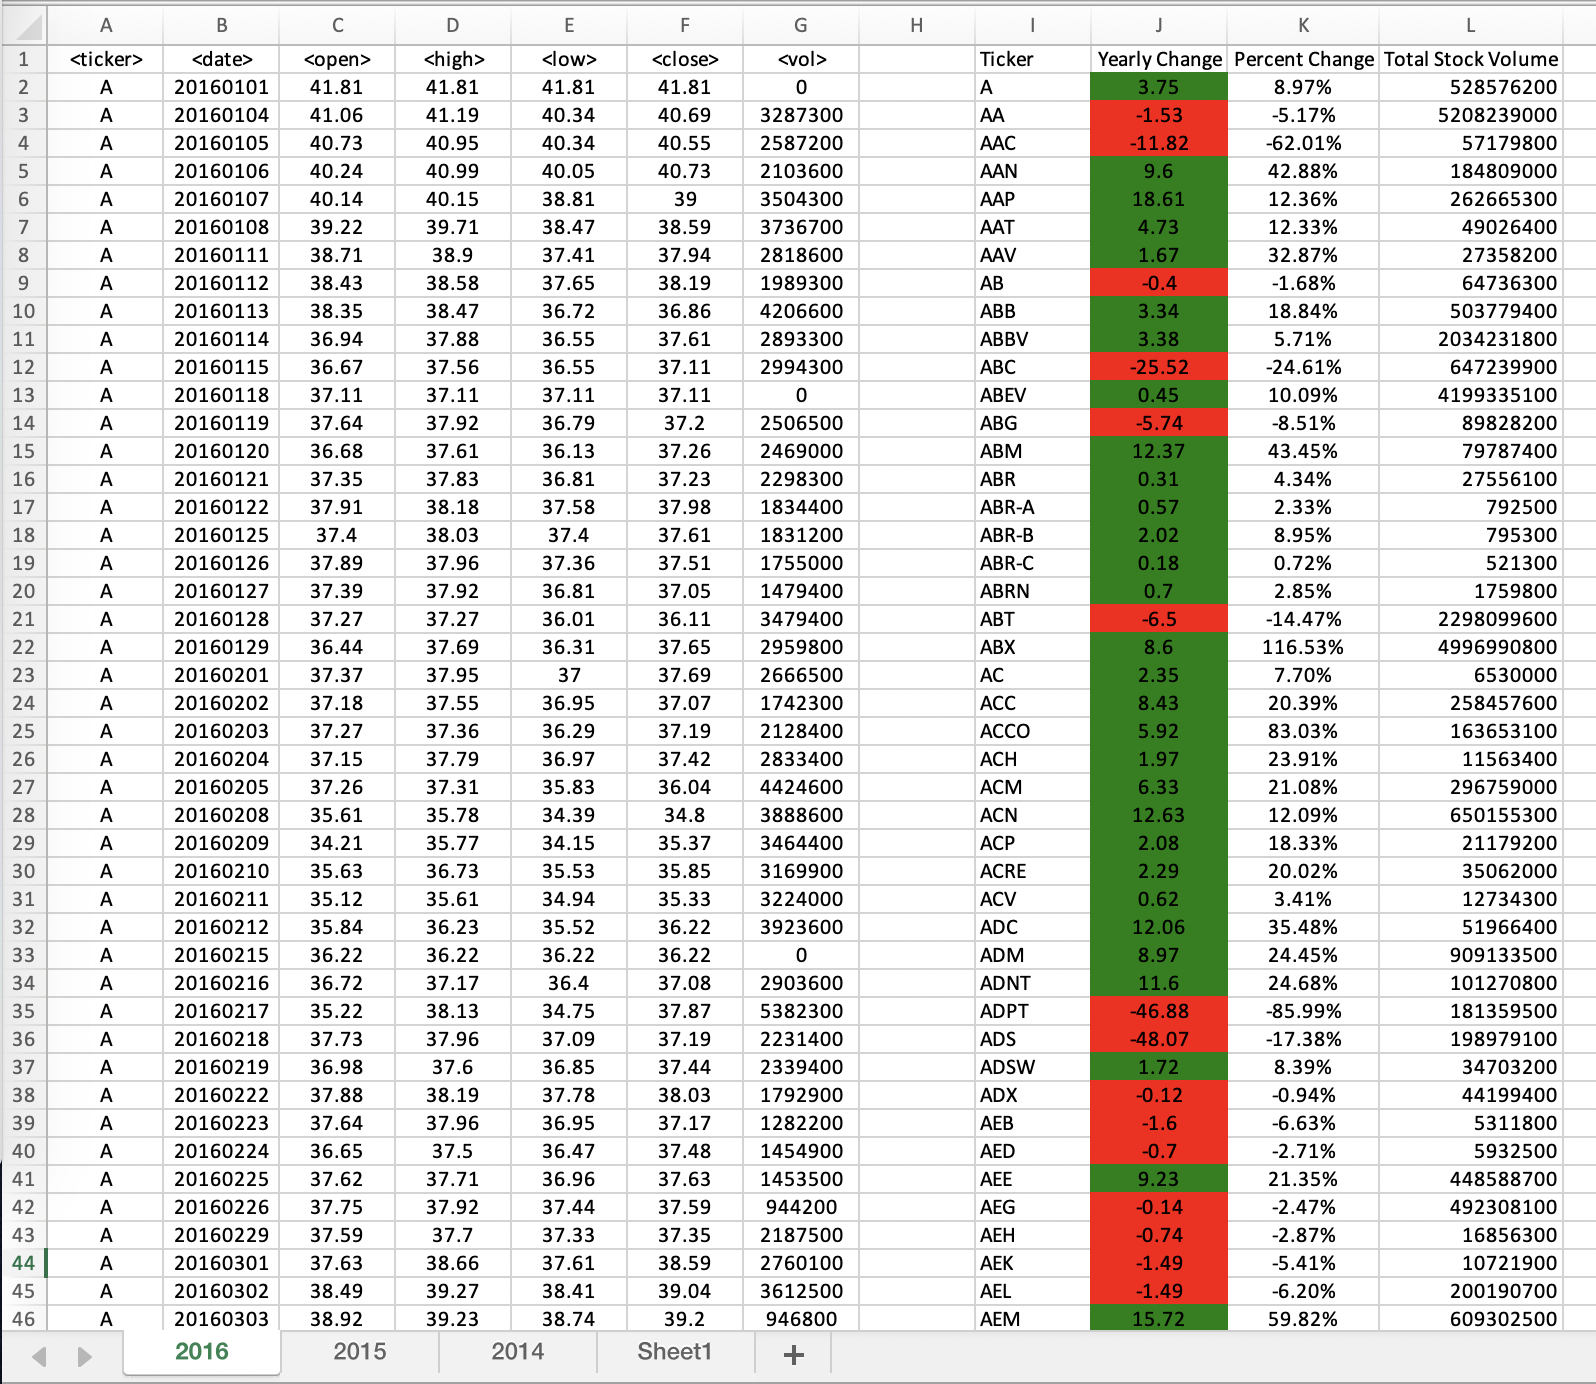 A B C D E F G H I J K L
1 <ticker> <date> <open> <high> <low> <close> <vol> Ticker Yearly Change Percent Change Total Stock Volume
2 A 20160101 41.81 41.81 41.81 41.81 0 A 3.75 8.97% 528576200
3 A 20160104 41.06 41.19 40.34 40.69 3287300 AA -1.53 -5.17% 5208239000
4 A 20160105 40.73 40.95 40.34 40.55 2587200 AAC -11.82 -62.01% 57179800
5 A 20160106 40.24 40.99 40.05 40.73 2103600 AAN 9.6 42.88% 184809000
6 A 20160107 40.14 40.15 38.81 39 3504300 AAP 18.61 12.36% 262665300
7 A 20160108 39.22 39.71 38.47 38.59 3736700 AAT 4.73 12.33% 49026400
8 A 20160111 38.71 38.9 37.41 37.94 2818600 AAV 1.67 32.87% 27358200
9 A 20160112 38.43 38.58 37.65 38.19 1989300 AB -0.4 -1.68% 64736300
10 A 20160113 38.35 38.47 36.72 36.86 4206600 ABB 3.34 18.84% 503779400
11 A 20160114 36.94 37.88 36.55 37.61 2893300 ABBV 3.38 5.71% 2034231800
12 A 20160115 36.67 37.56 36.55 37.11 2994300 ABC -25.52 -24.61% 647239900
13 A 20160118 37.11 37.11 37.11 37.11 0 ABEV 0.45 10.09% 4199335100
14 A 20160119 37.64 37.92 36.79 37.2 2506500 ABG -5.74 -8.51% 89828200
15 A 20160120 36.68 37.61 36.13 37.26 2469000 ABM 12.37 43.45% 79787400
16 A 20160121 37.35 37.83 36.81 37.23 2298300 ABR 0.31 4.34% 27556100
17 A 20160122 37.91 38.18 37.58 37.98 1834400 ABR-A 0.57 2.33% 792500
18 A 20160125 37.4 38.03 37.4 37.61 1831200 ABR-B 2.02 8.95% 795300
19 A 20160126 37.89 37.96 37.36 37.51 1755000 ABR-C 0.18 0.72% 521300
20 A 20160127 37.39 37.92 36.81 37.05 1479400 ABRN 0.7 2.85% 1759800
21 A 20160128 37.27 37.27 36.01 36.11 3479400 ABT -6.5 -14.47% 2298099600
22 A 20160129 36.44 37.69 36.31 37.65 2959800 ABX 8.6 116.53% 4996990800
23 A 20160201 37.37 37.95 37 37.69 2666500 AC 2.35 7.70% 6530000
24 A 20160202 37.18 37.55 36.95 37.07 1742300 ACC 8.43 20.39% 258457600
25 A 20160203 37.27 37.36 36.29 37.19 2128400 ACCO 5.92 83.03% 163653100
26 A 20160204 37.15 37.79 36.97 37.42 2833400 ACH 1.97 23.91% 11563400
27 A 20160205 37.26 37.31 35.83 36.04 4424600 ACM 6.33 21.08% 296759000
28 A 20160208 35.61 35.78 34.39 34.8 3888600 ACN 12.63 12.09% 650155300
29 A 20160209 34.21 35.77 34.15 35.37 3464400 ACP 2.08 18.33% 21179200
30 A 20160210 35.63 36.73 35.53 35.85 3169900 ACRE 2.29 20.02% 35062000
31 A 20160211 35.12 35.61 34.94 35.33 3224000 ACV 0.62 3.41% 12734300
32 A 20160212 35.84 36.23 35.52 36.22 3923600 ADC 12.06 35.48% 51966400
33 A 20160215 36.22 36.22 36.22 36.22 0 ADM 8.97 24.45% 909133500
34 A 20160216 36.72 37.17 36.4 37.08 2903600 ADNT 11.6 24.68% 101270800
35 A 20160217 35.22 38.13 34.75 37.87 5382300 ADPT -46.88 -85.99% 181359500
36 A 20160218 37.73 37.96 37.09 37.19 2231400 ADS -48.07 -17.38% 198979100
37 A 20160219 36.98 37.6 36.85 37.44 2339400 ADSW 1.72 8.39% 34703200
38 A 20160222 37.88 38.19 37.78 38.03 1792900 ADX -0.12 -0.94% 44199400
39 A 20160223 37.64 37.96 36.95 37.17 1282200 AEB -1.6 -6.63% 5311800
40 A 20160224 36.65 37.5 36.47 37.48 1454900 AED -0.7 -2.71% 5932500
41 A 20160225 37.62 37.71 36.96 37.63 1453500 AEE 9.23 21.35% 448588700
42 A 20160226 37.75 37.92 37.44 37.59 944200 AEG -0.14 -2.47% 492308100
43 A 20160229 37.59 37.7 37.33 37.35 2187500 AEH -0.74 -2.87% 16856300
44 A 20160301 37.63 38.66 37.61 38.59 2760100 AEK -1.49 -5.41% 10721900
45 A 20160302 38.49 39.27 38.41 39.04 3612500 AEL -1.49 -6.20% 200190700
46 A 20160303 38.92 39.23 38.74 39.2 946800 AEM 15.72 59.82% 609302500
2016 2015 2014 Sheet1 +